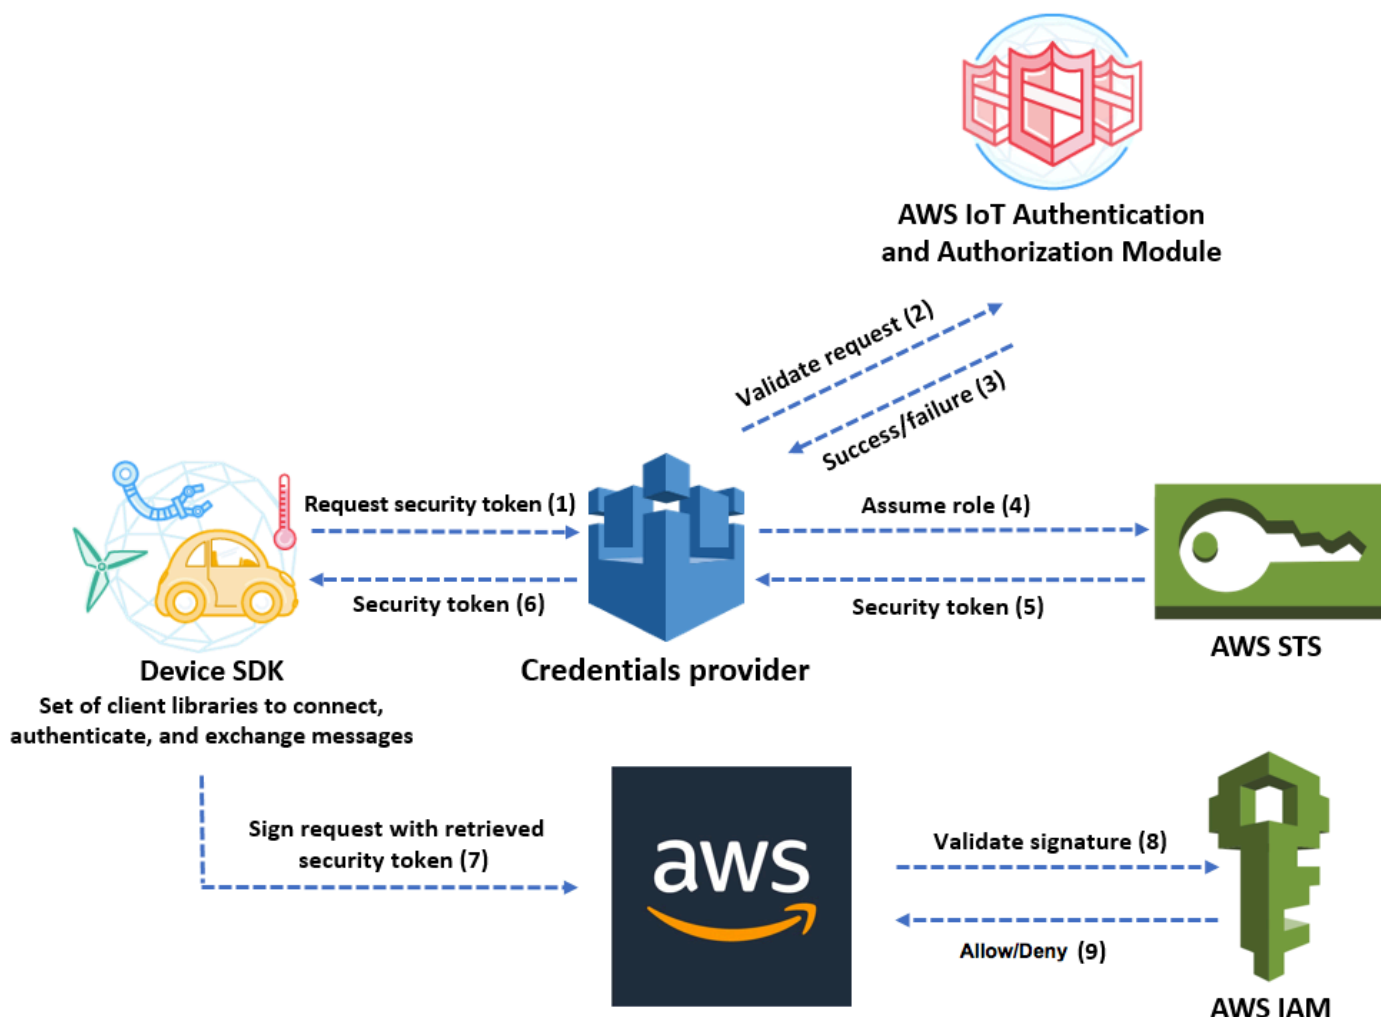 AWS IoT Authentication
and Authorization Module
Validate request (2)
Success/failure (3)
Request security token (1)
Assume role (4)
Security token (6)
Security token (5)
AWS STS
Device SDK
Credentials provider
Set of client libraries to connect,
authenticate, and exchange messages
Sign request with retrieved
security token (7)
aws
Validate signature (8)
Allow/Deny (9)
AWS IAM